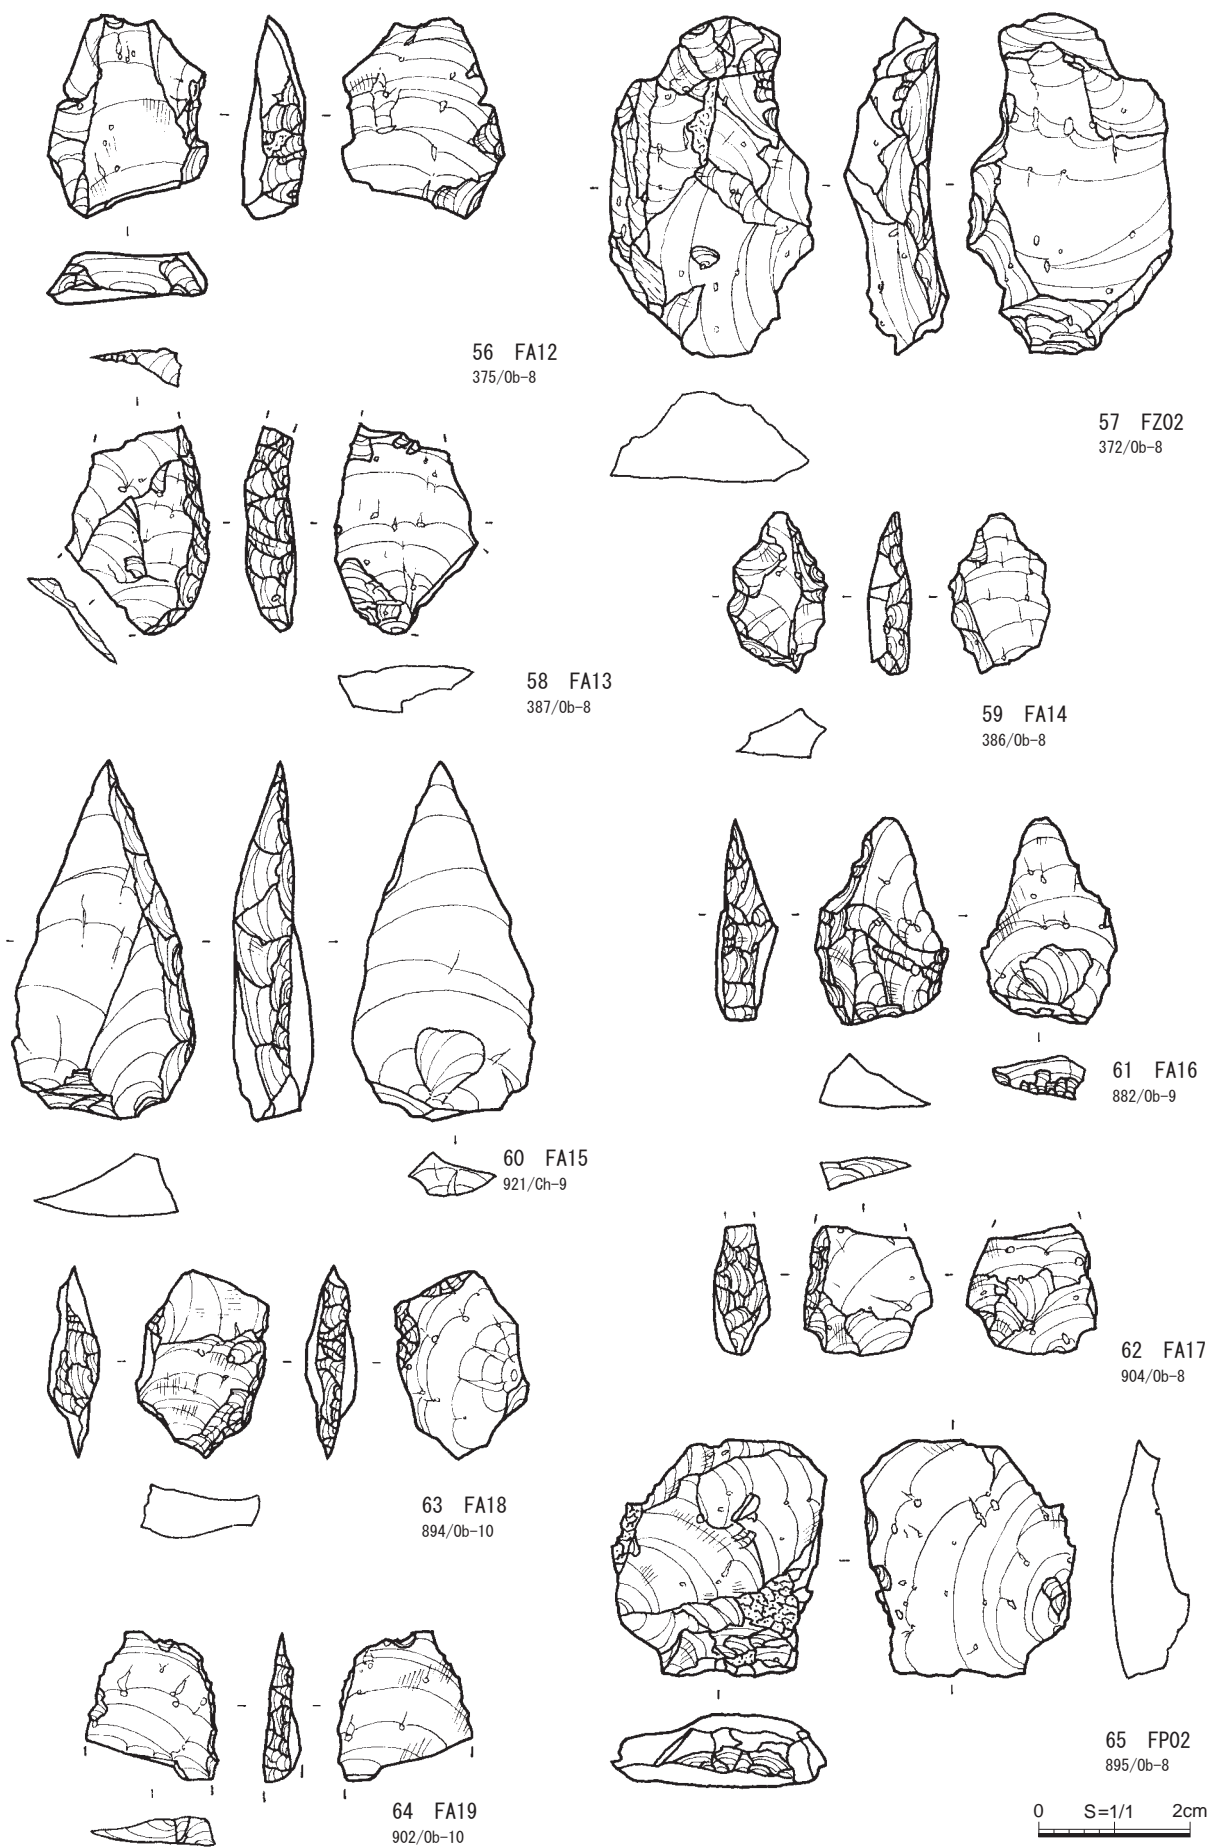 56 FA12
375/Ob-8
57 FZ02
372/Ob-8
58 FA13
387/Ob-8
59 FA14
386/Ob-8
60 FA15
921/Ch-9
61 FA16
882/Ob-9
62 FA17
904/Ob-8
63 FA18
894/Ob-10
64 FA19
902/Ob-10
65 FP02
895/Ob-8
0 S=1/1 2cm